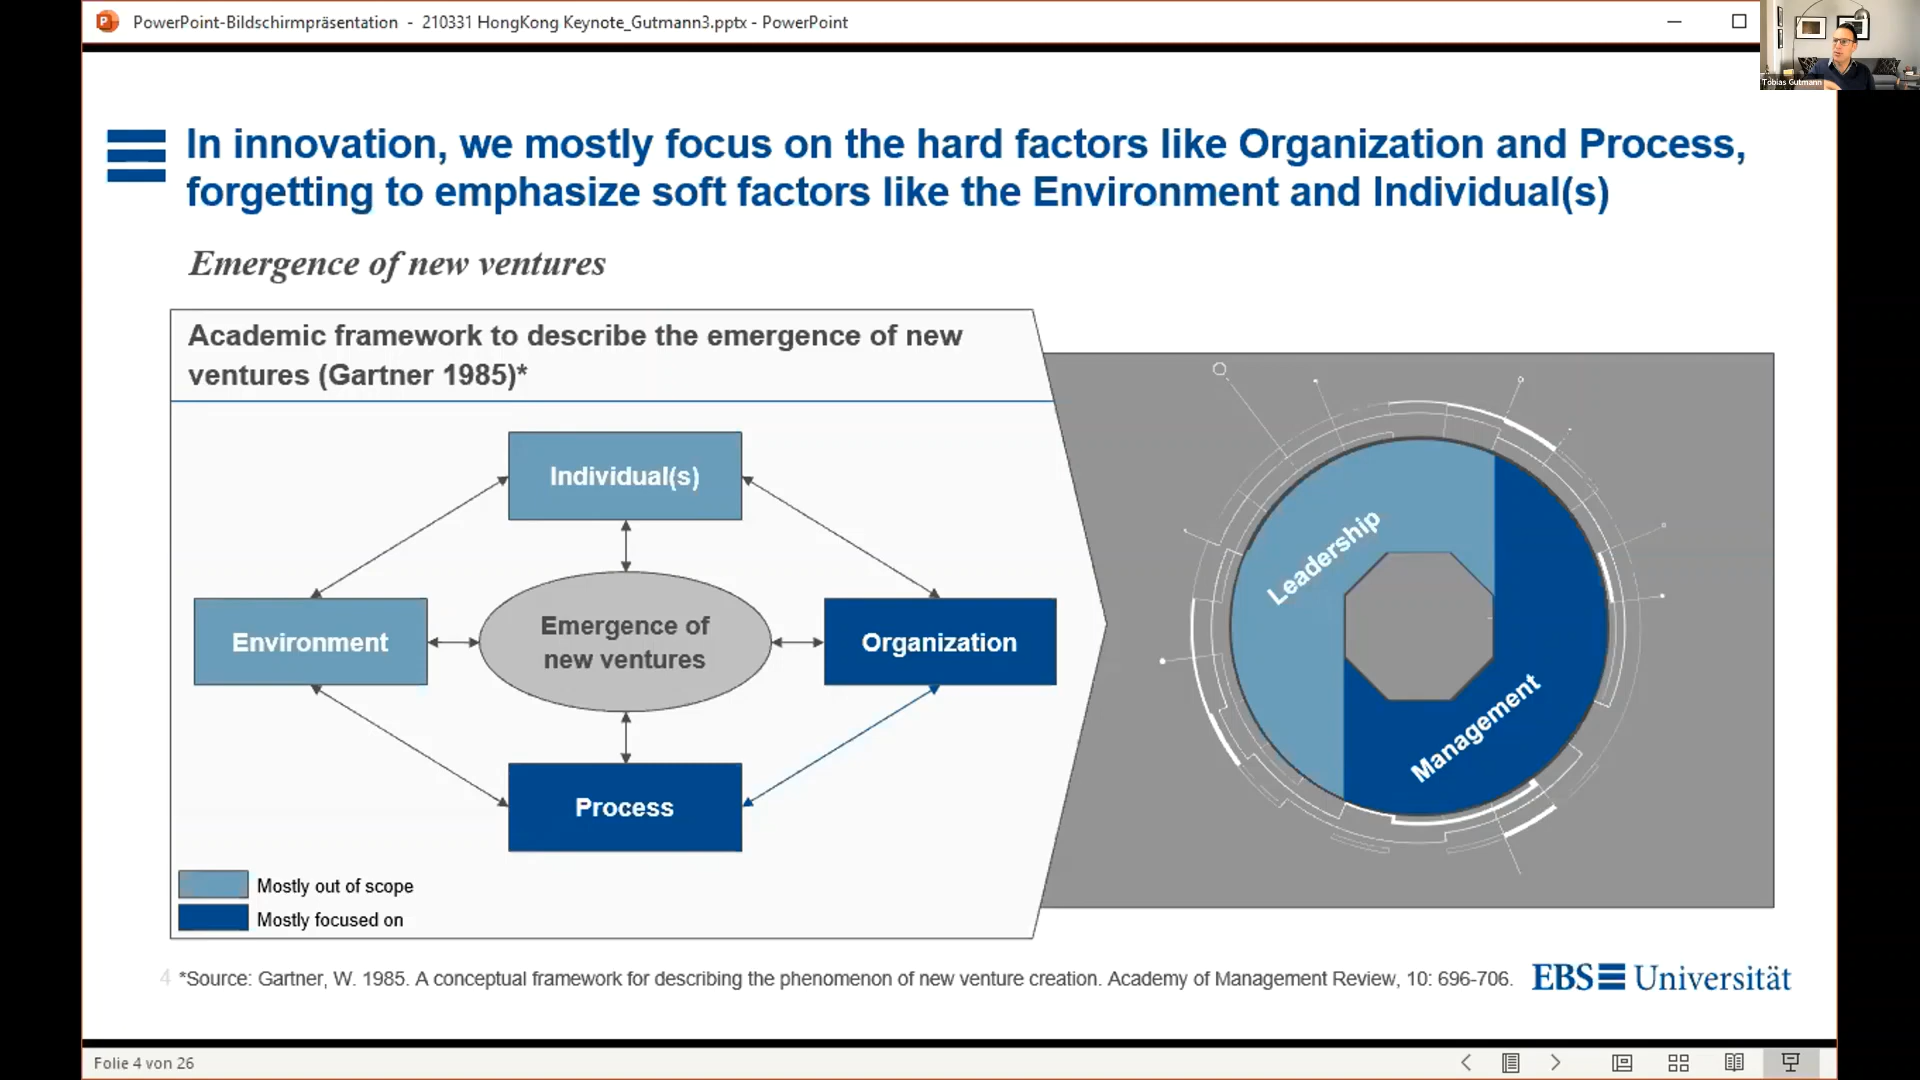 PowerPoint-Bildschirmpräsentation - 210331 HongKong Keynote_Gutmann3.pptx - PowerPoint
Tobias Gutmann
In innovation, we mostly focus on the hard factors like Organization and Process,
forgetting to emphasize soft factors like the Environment and Individual(s)
Emergence of new ventures
Academic framework to describe the emergence of new
ventures (Gartner 1985)*
Individual(s)
Environment
Emergence of
new ventures
Organization
Process
Mostly out of scope
Mostly focused on
Leadership
Management
4 *Source: Gartner, W. 1985. A conceptual framework for describing the phenomenon of new venture creation. Academy of Management Review, 10: 696-706.
EBS Universität
Folie 4 von 26